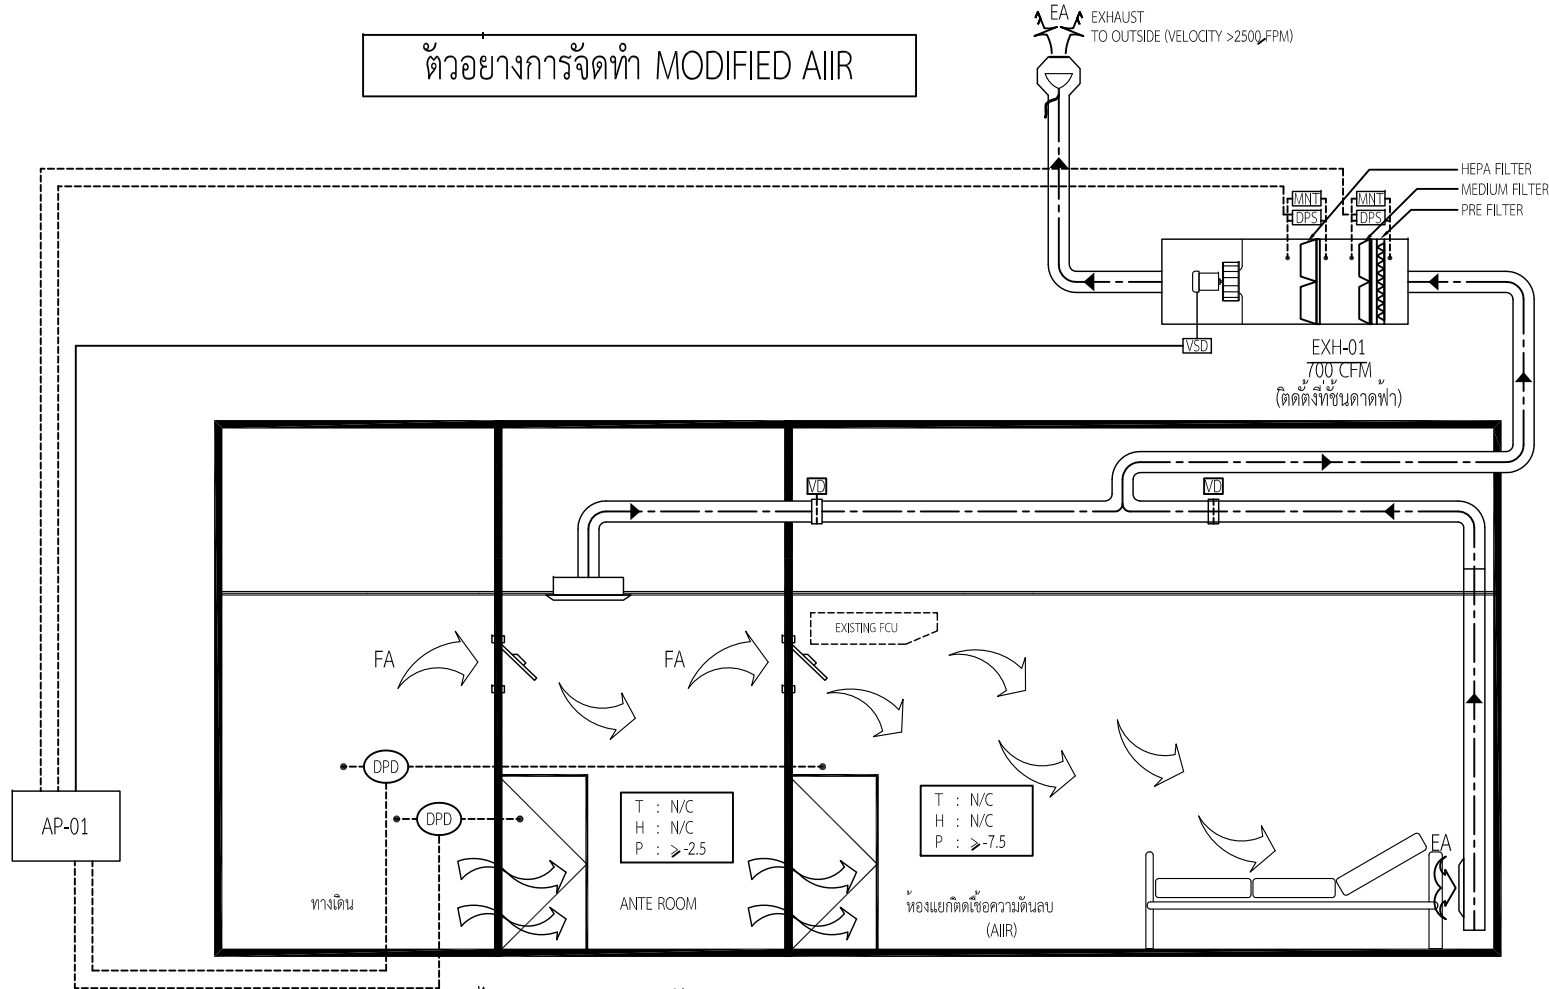 EA
EXHAUST
TO OUTSIDE (VELOCITY >2500 FPM)
ตัวอย่างการจัดทำ MODIFIED AIIR
HEPA FILTER
MEDIUM FILTER
PRE FILTER
MNT
MNT
DPS
DPS
VSD
EXH-01
700 CFM
(ติดตั้งที่ชั้นดาดฟ้า)
VD
VD
EXISTING FCU
FA
FA
DPD
DPD
AP-01
T : N/C
H : N/C
P : ⩾-2.5
T : N/C
H : N/C
P : ⩾-7.5
EA
ทางเดิน
ANTE ROOM
ห้องแยกติดเชื้อความดันลบ
(AIIR)